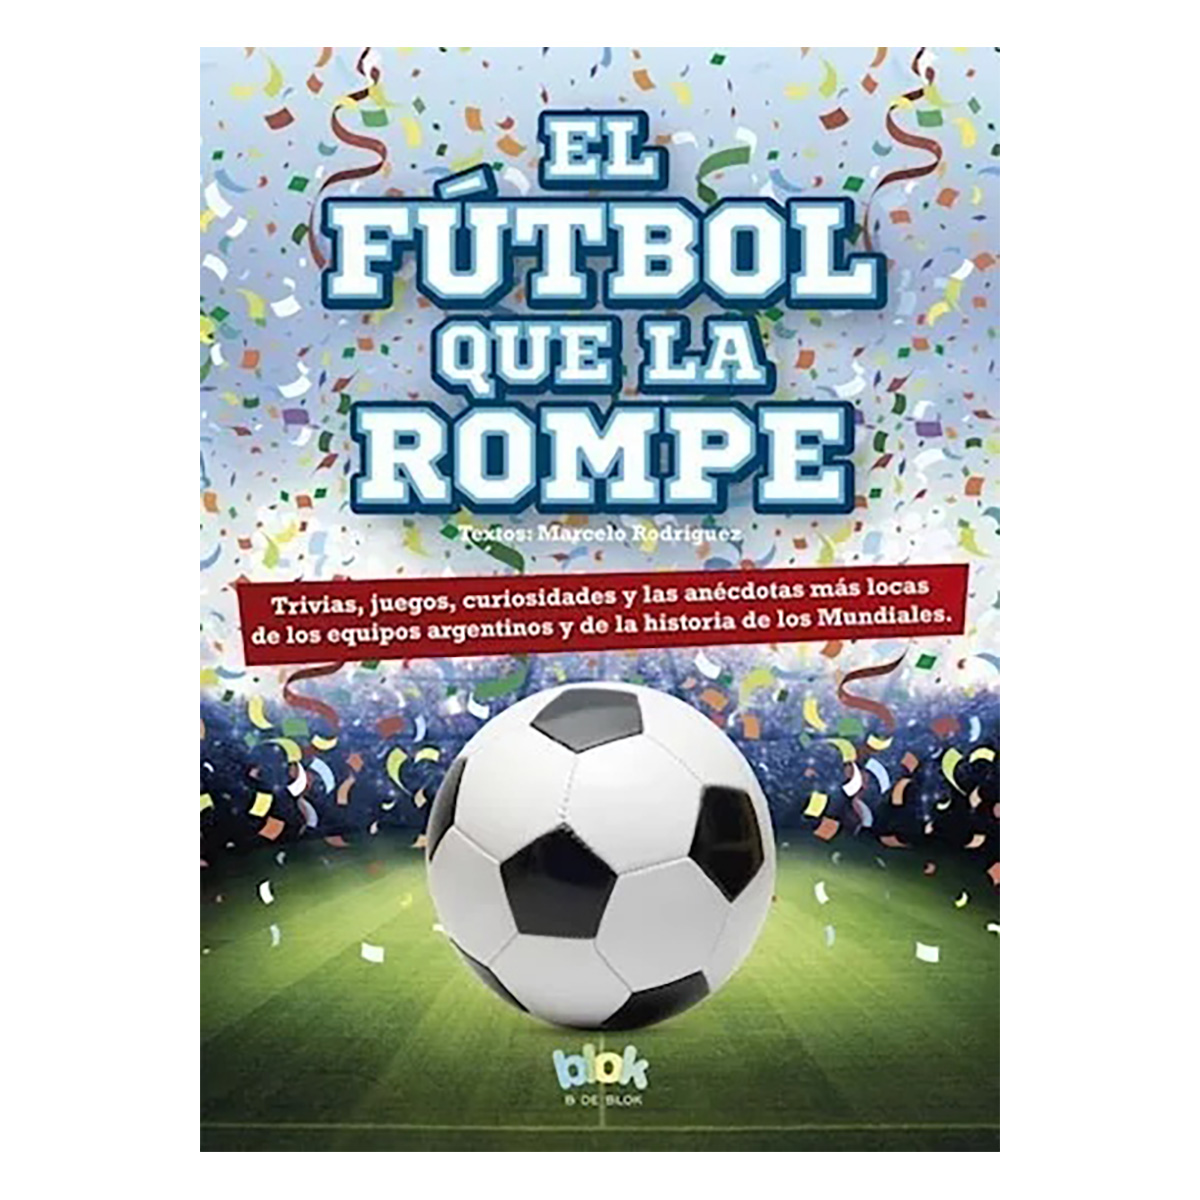 EL
FÚTBOL
QUE LA
ROMPE
Textos: Marcelo Rodríguez
Trivias, juegos, curiosidades y las anécdotas más locas
de los equipos argentinos y de la historia de los Mundiales.
blok
B DE BLOK